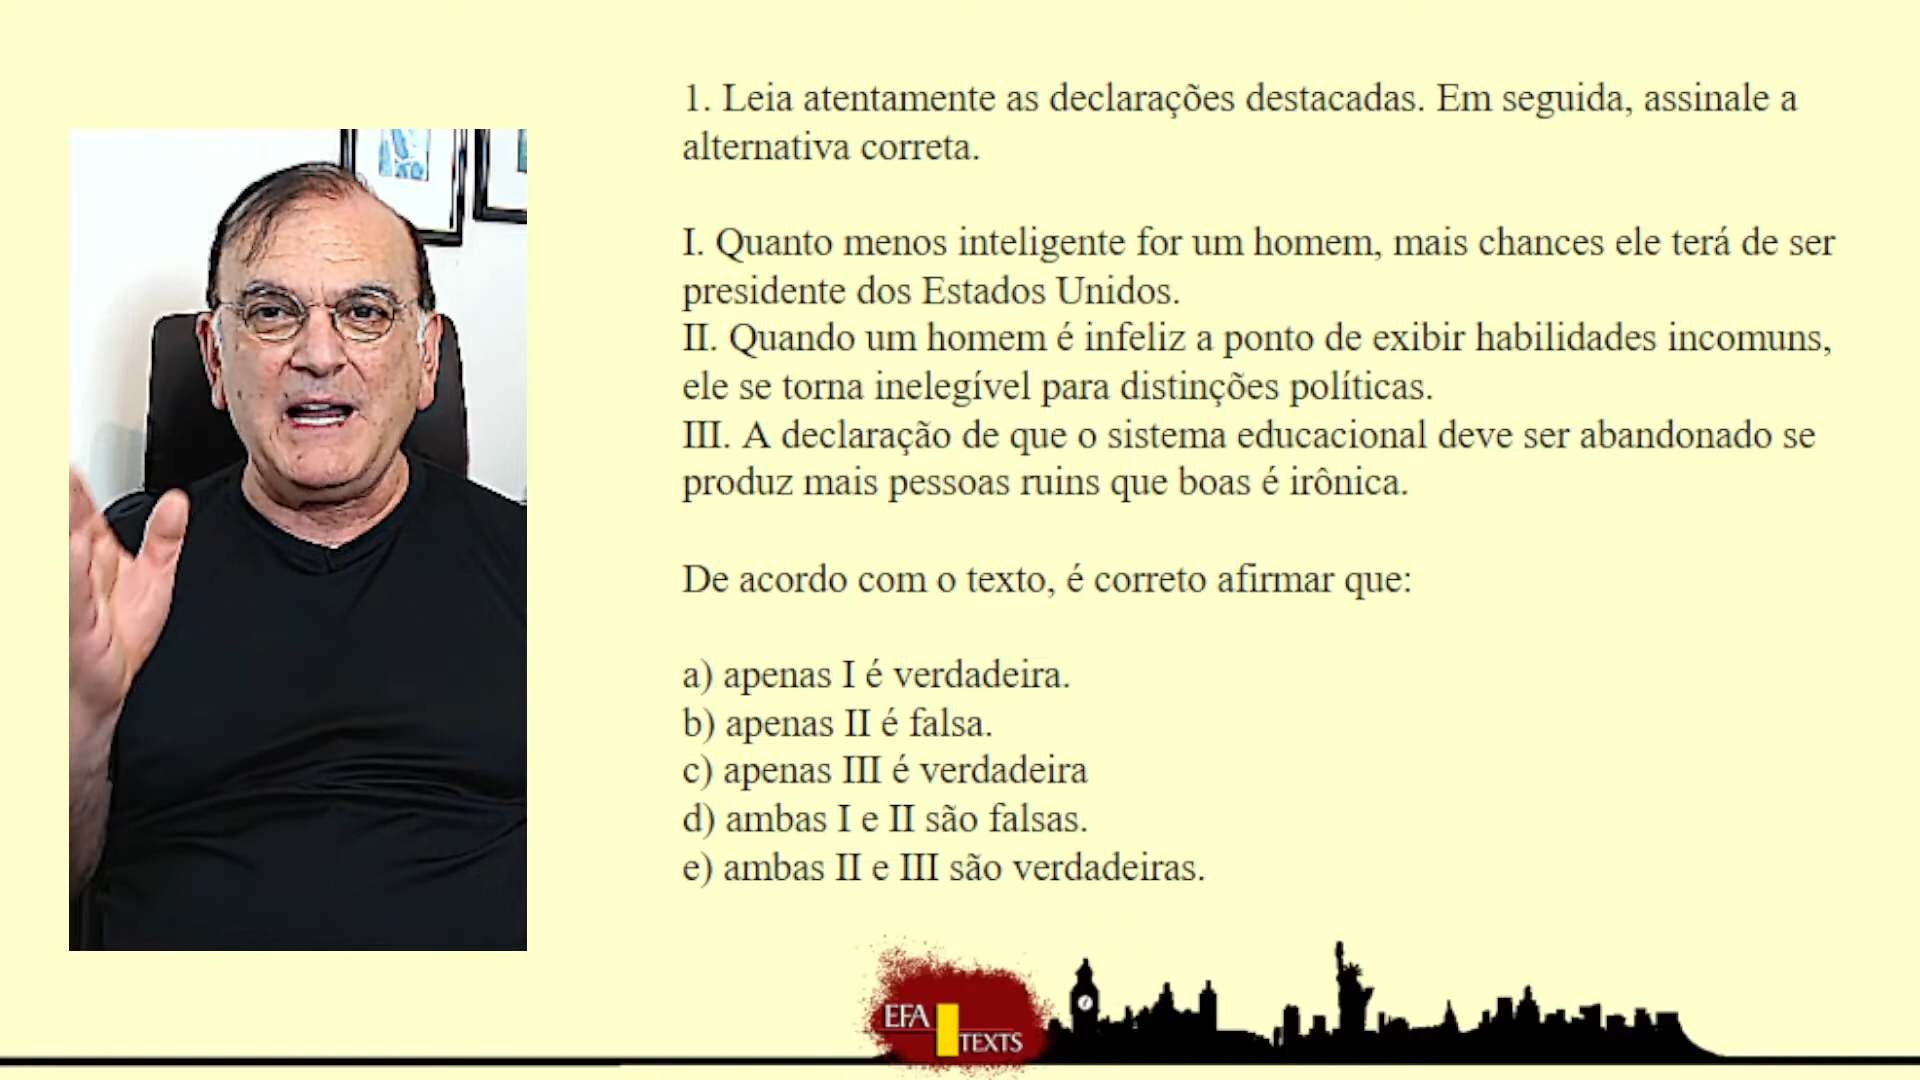 1. Leia atentamente as declarações destacadas. Em seguida, assinale a
alternativa correta.
I. Quanto menos inteligente for um homem, mais chances ele terá de ser
presidente dos Estados Unidos.
II. Quando um homem é infeliz a ponto de exibir habilidades incomuns,
ele se torna inelegível para distinções políticas.
III. A declaração de que o sistema educacional deve ser abandonado se
produz mais pessoas ruins que boas é irônica.
De acordo com o texto, é correto afirmar que:
a) apenas I é verdadeira.
b) apenas II é falsa.
c) apenas III é verdadeira
d) ambas I e II são falsas.
e) ambas II e III são verdadeiras.
EFA
TEXTS